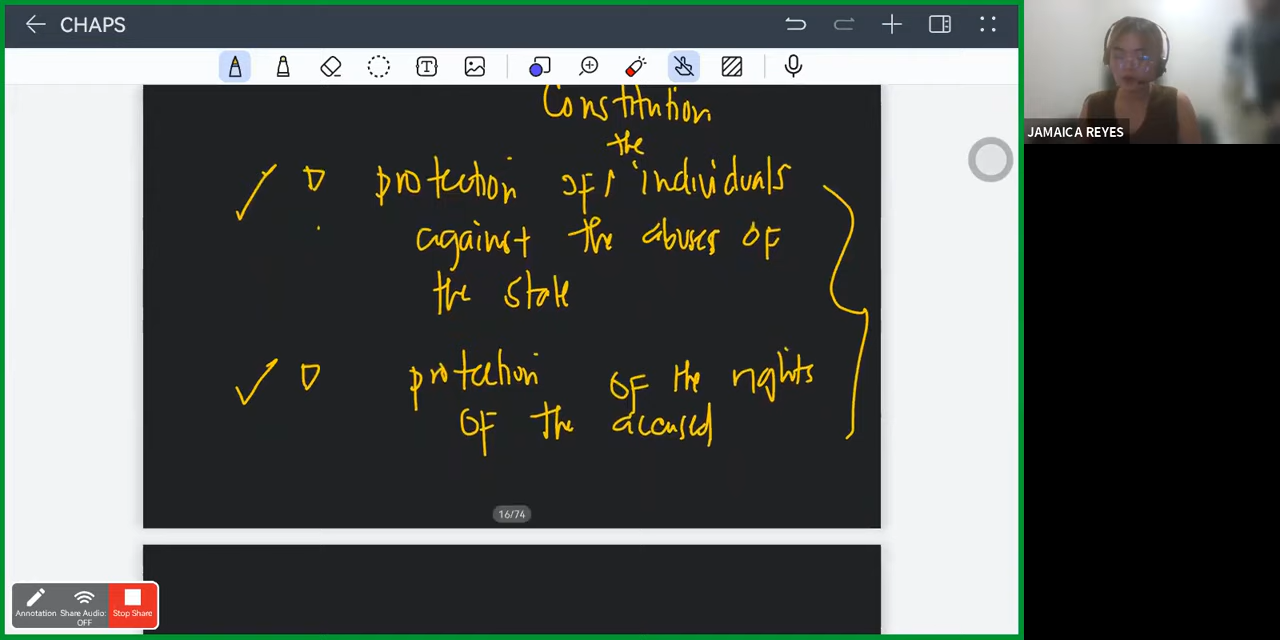 CHAPS
JAMAICA REYES
Constitution
the
protection of individuals
against the abuses of
the state
protection of the rights
of the accused
16/74
Annotation
Share Audio: OFF
Stop Share